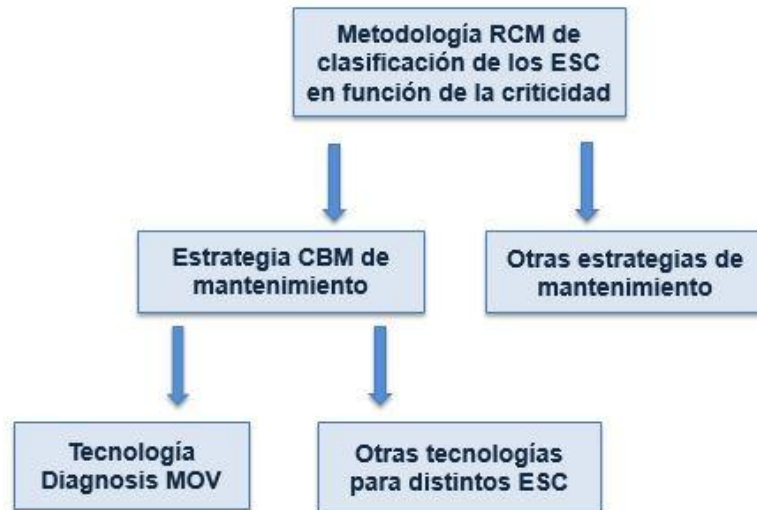 Metodología RCM de
clasificación de los ESC
en función de la criticidad
Estrategia CBM de
mantenimiento
Otras estrategias de
mantenimiento
Tecnología
Diagnosis MOV
Otras tecnologías
para distintos ESC